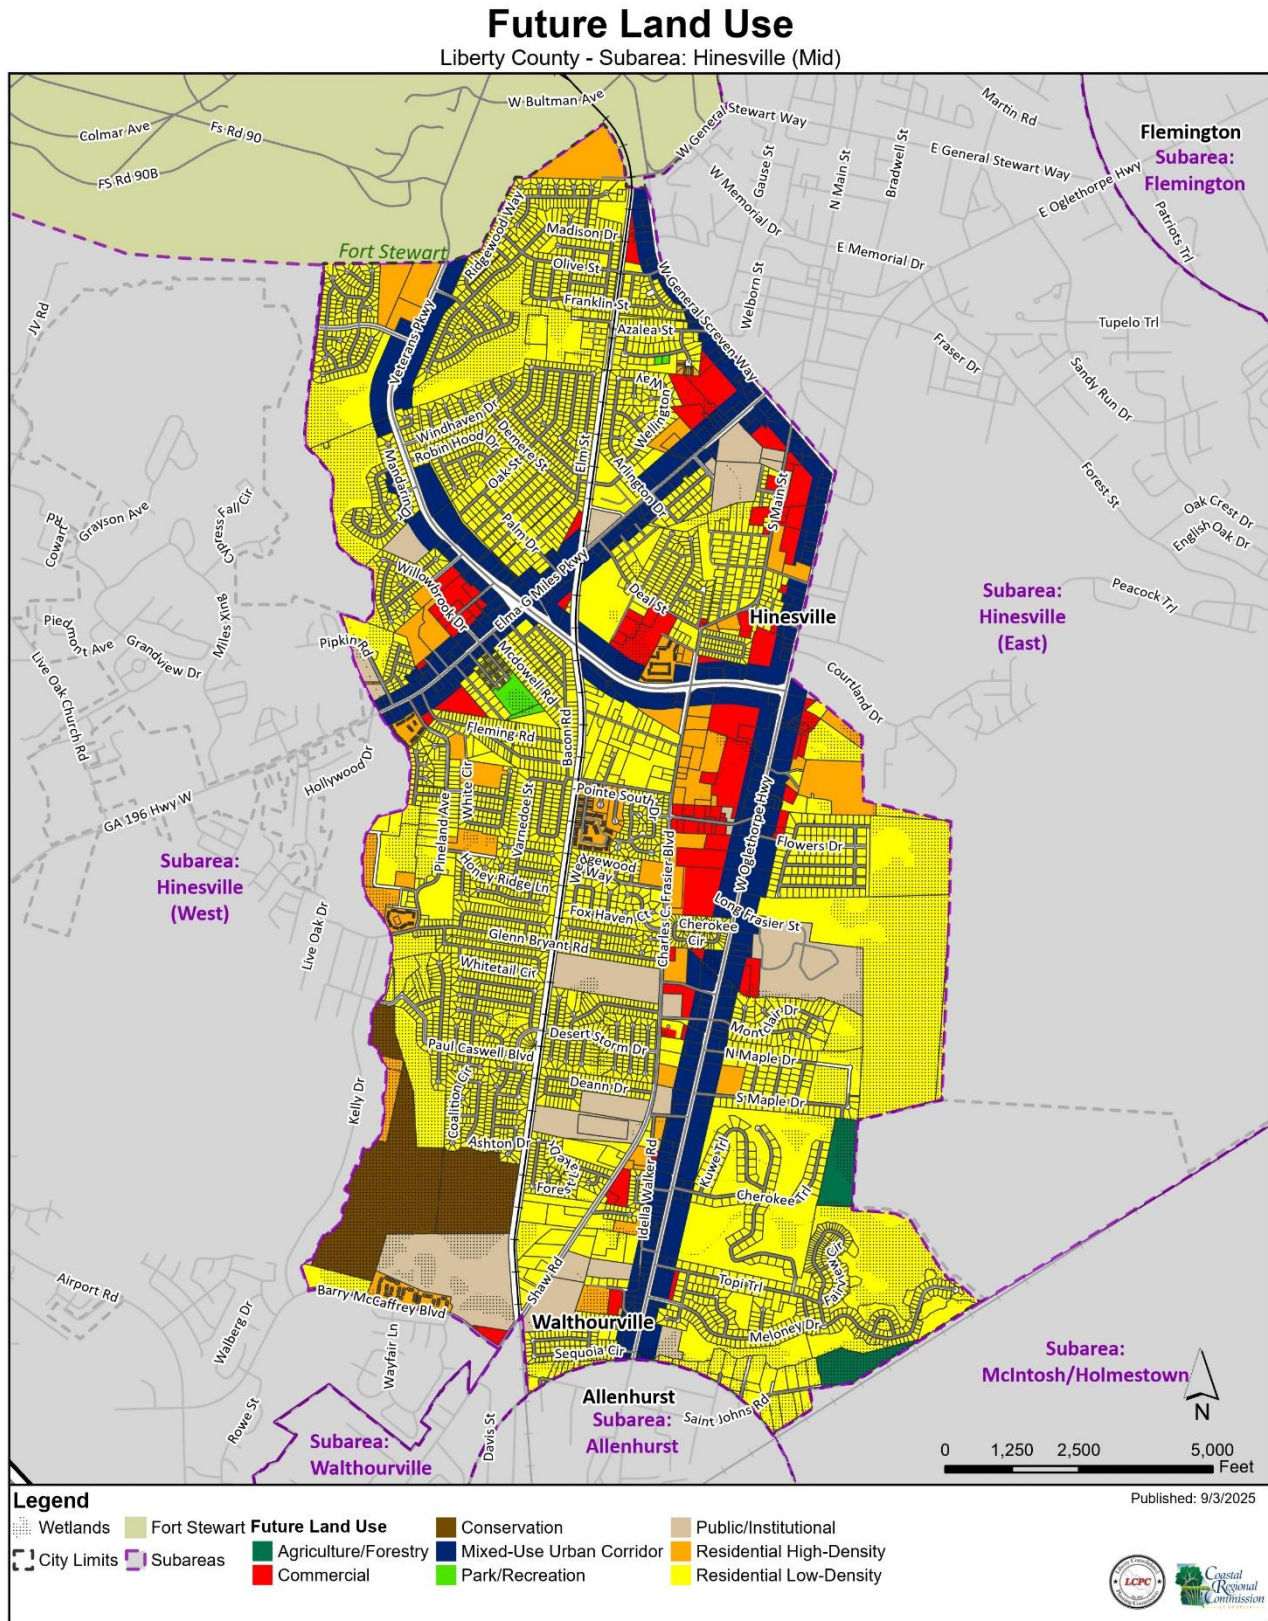 Future Land Use
Liberty County - Subarea: Hinesville (Mid)
W Bultman Ave
Colmar Ave
Fs Rd 90
FS Rd 90B
W General Stewart Way
Martin Rd
Flemington
Subarea:
Flemington
Gause St
N Main St
Bradwell St
E General Stewart Way
E Oglethorpe Hwy
Patriots Trl
W Memorial Dr
E Memorial Dr
Fort Stewart
Ridgewood Way
Madison Dr
Olive St
Franklin St
Azalea St
W General Screven Way
Welborn St
JV Rd
Veterans Pkwy
Tupelo Trl
Fraser Dr
Sandy Run Dr
Wellington
Way
Windhaven Dr
Robin Hood Dr
Demere St
Oak St
Elm St
Arlington Dr
Mandarin Dr
Palm Dr
S Main St
Forest St
Oak Crest Dr
English Oak Dr
Cowart
Rd
Grayson Ave
Cypress Fall Cir
Willowbrook Dr
Elma G Miles Pkwy
Deal St
Peacock Trl
Subarea:
Hinesville
(East)
Hinesville
Piedmont Ave
Miles King
Grandview Dr
Pipkin Rd
Mcdowell Rd
Live Oak Church Rd
Courtland Dr
Fleming Rd
Bacon Rd
Hollywood Dr
GA 196 Hwy W
White Cir
Pineland Ave
Varnedoe St
Pointe South Dr
W Oglethorpe Hwy
Flowers Dr
Subarea:
Hinesville
(West)
Honey Ridge Ln
Wedgewood
Way
Charles C. Frasier Blvd
Long Frasier St
Fox Haven Ct
Cherokee
Cir
Live Oak Dr
Glenn Bryant Rd
Whitetail Cir
Montclair Dr
Desert Storm Dr
Paul Caswell Blvd
N Maple Dr
Deann Dr
S Maple Dr
Kelly Dr
Coalition Cir
Ashton Dr
Forest
Kuwe Trl
Idella Walker Rd
Cherokee Trl
Airport Rd
Barry McCaffrey Blvd
Shaw Rd
Topi Trl
Fairview Cir
Walthourville
Meloney Dr
Sequoia Cir
Walberg Dr
Wayfair Ln
Subarea:
McIntosh/Holmestown
Allenhurst
Subarea:
Allenhurst
Saint Johns Rd
Rowe St
Davis St
Subarea:
Walthourville
N
0 1,250 2,500 5,000
Feet
Legend
Published: 9/3/2025
Wetlands
City Limits
Fort Stewart
Subareas
Future Land Use
Agriculture/Forestry
Commercial
Conservation
Mixed-Use Urban Corridor
Park/Recreation
Public/Institutional
Residential High-Density
Residential Low-Density
LCPC
Coastal
Regional
Commission